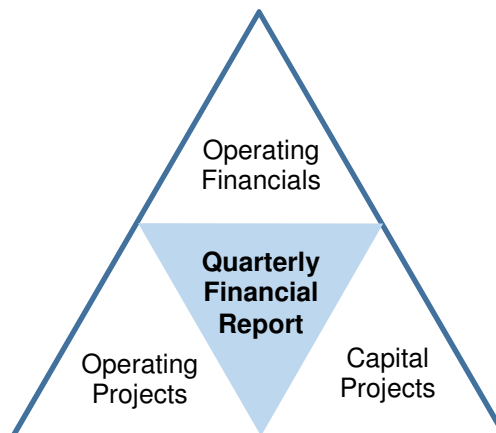 Operating
Financials
Quarterly
Financial
Report
Operating
Projects
Capital
Projects